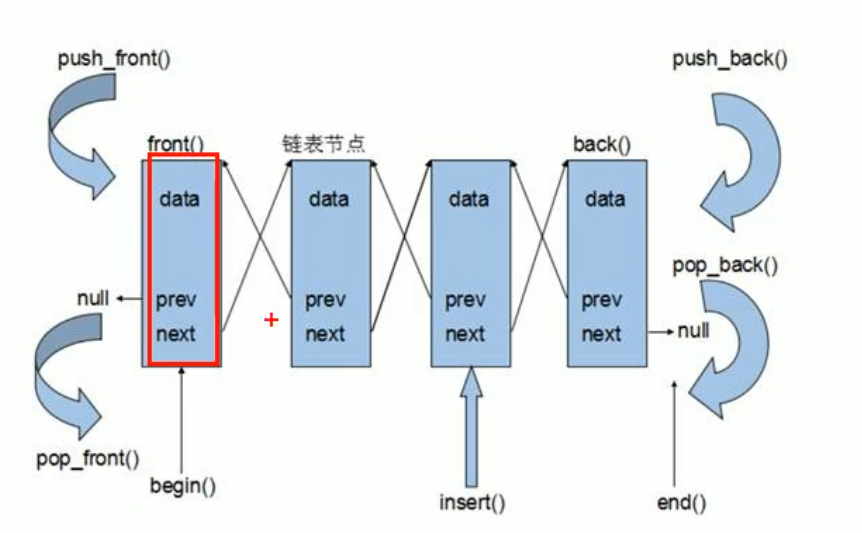 push_front()
push_back()
front()
链表节点
back()
data
data
data
data
pop_back()
null
prev
prev
prev
prev
next
next
next
next
null
pop_front()
begin()
insert()
end()